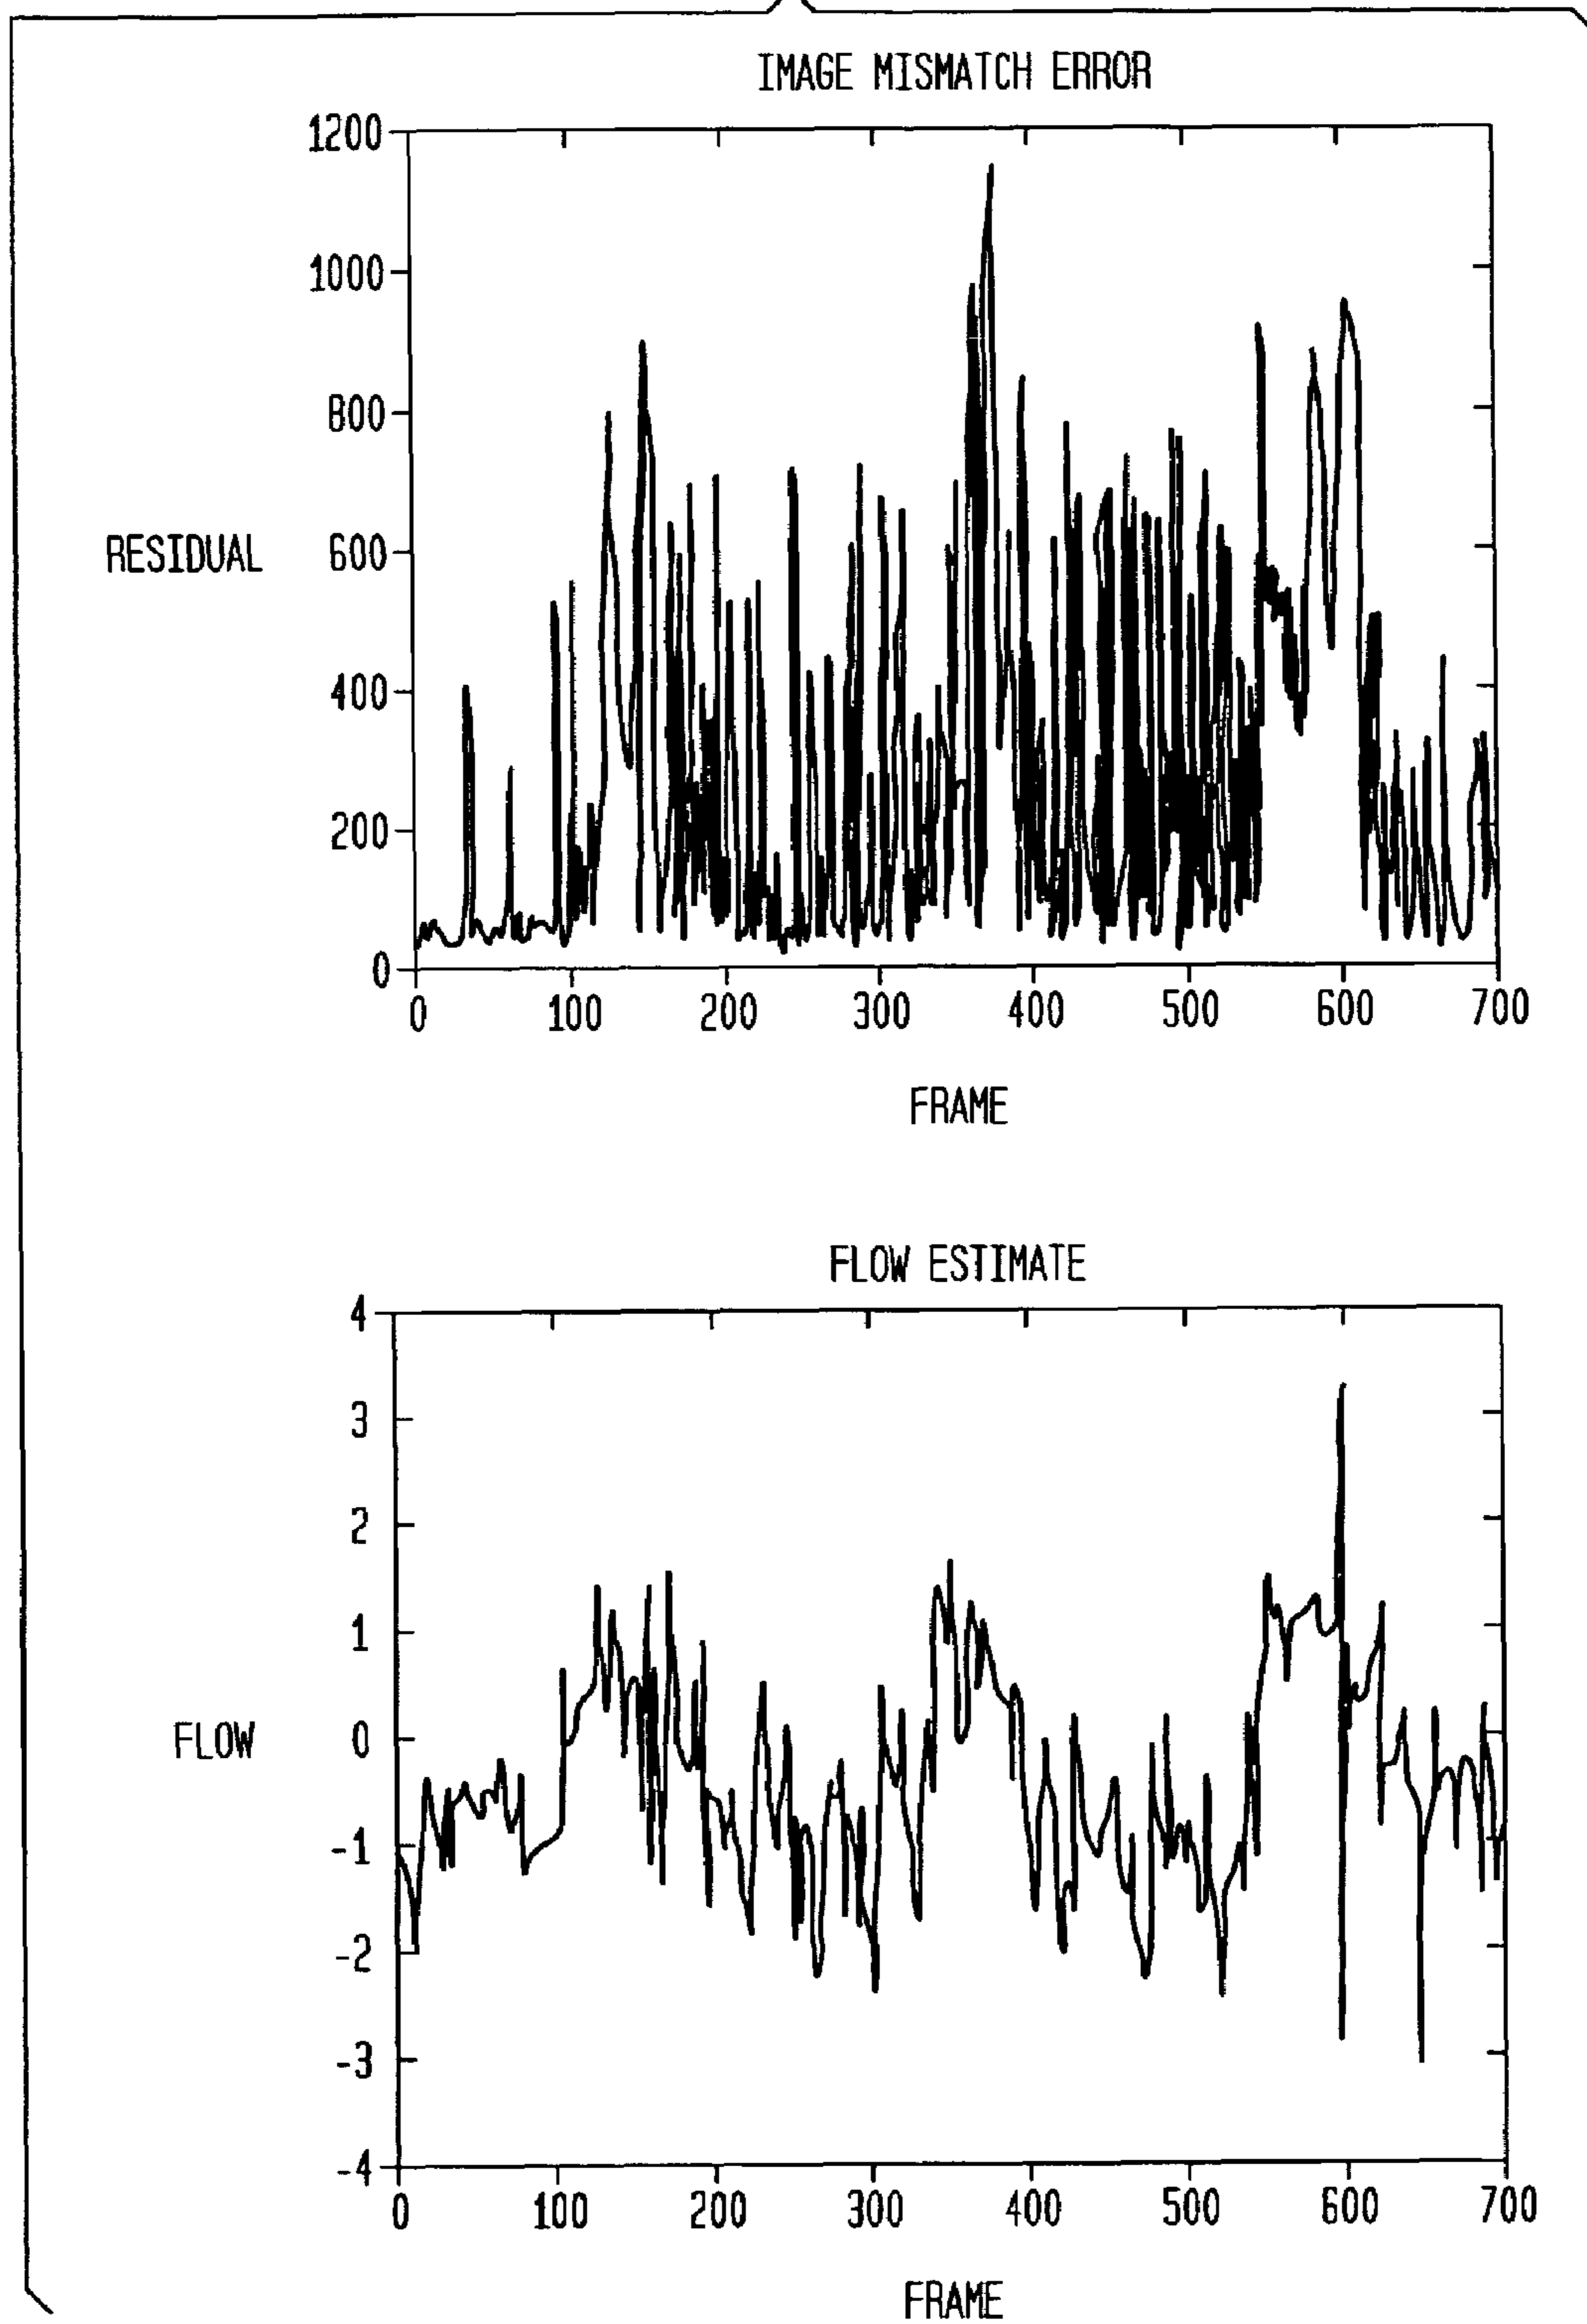 IMAGE MISMATCH ERROR
1200
1000
800
RESIDUAL 600
400
200
0
0 100 200 300 400 500 600 700
FRAME
FLOW ESTIMATE
4
3
2
1
FLOW 0
-1
-2
-3
-4
0 100 200 300 400 500 600 700
FRAME